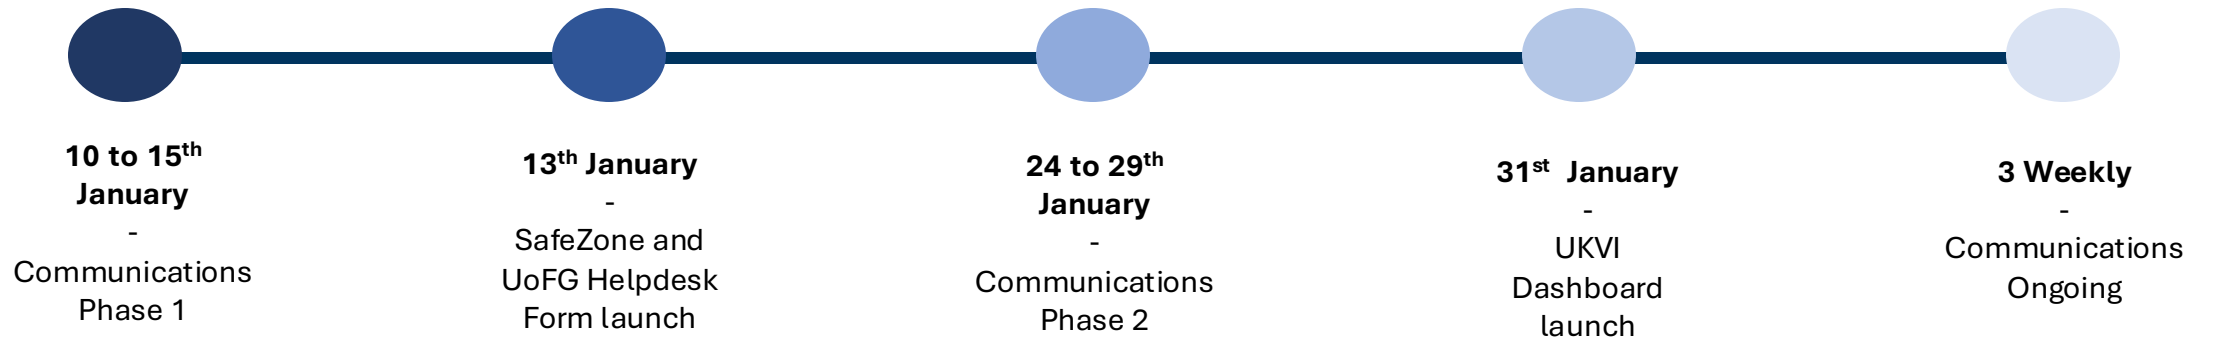 10 to 15th
January
-
Communications
Phase 1
13th January
-
SafeZone and
UoFG Helpdesk
Form launch
24 to 29th
January
-
Communications
Phase 2
31st January
-
UKVI
Dashboard
launch
3 Weekly
-
Communications
Ongoing